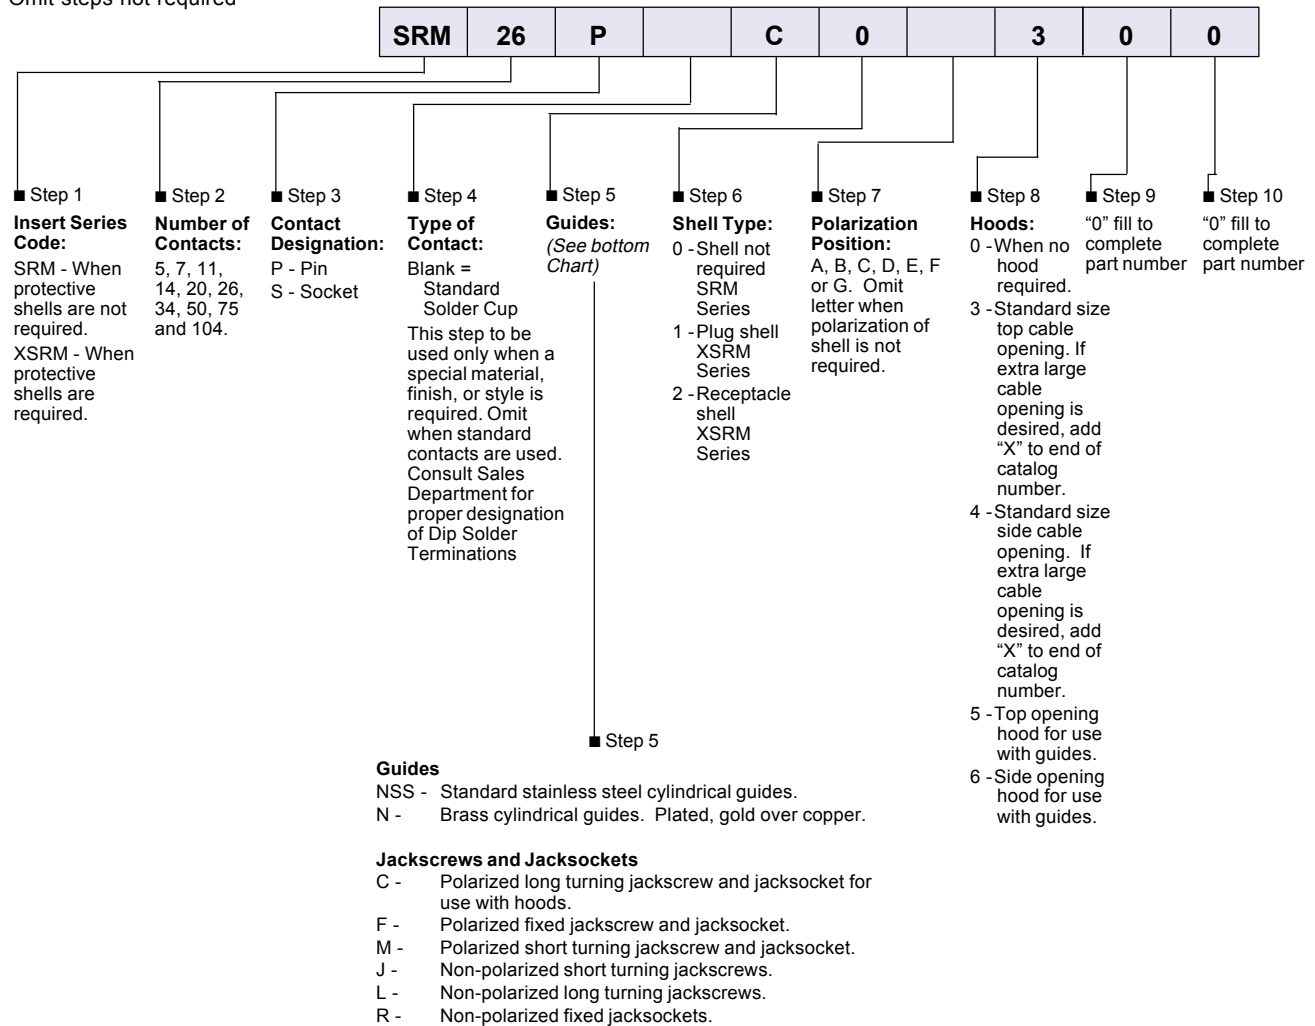 Omit steps not required
SRM 26 P C 0 3 0 0
■ Step 1
Insert Series
Code:
SRM - When
protective
shells are not
required.
XSRM - When
protective
shells are
required.
■ Step 2
Number of
Contacts:
5, 7, 11,
14, 20, 26,
34, 50, 75
and 104.
■ Step 3
Contact
Designation:
P - Pin
S - Socket
■ Step 4
Type of
Contact:
Blank =
Standard
Solder Cup
This step to be
used only when a
special material,
finish, or style is
required. Omit
when standard
contacts are used.
Consult Sales
Department for
proper designation
of Dip Solder
Terminations
■ Step 5
Guides:
(See bottom
Chart)
■ Step 6
Shell Type:
0 -Shell not
required
SRM
Series
1 -Plug shell
XSRM
Series
2 -Receptacle
shell
XSRM
Series
■ Step 7
Polarization
Position:
A, B, C, D, E, F
or G. Omit
letter when
polarization of
shell is not
required.
■ Step 8
Hoods:
0 -When no
hood
required.
3 -Standard size
top cable
opening. If
extra large
cable
opening is
desired, add
“X” to end of
catalog
number.
4 -Standard size
side cable
opening. If
extra large
cable
opening is
desired, add
“X” to end of
catalog
number.
5 -Top opening
hood for use
with guides.
6 -Side opening
hood for use
with guides.
■ Step 9
“0” fill to
complete
part number
■ Step 10
“0” fill to
complete
part number
■ Step 5
Guides
NSS - Standard stainless steel cylindrical guides.
N - Brass cylindrical guides. Plated, gold over copper.
Jackscrews and Jacksockets
C - Polarized long turning jackscrew and jacksocket for
use with hoods.
F - Polarized fixed jackscrew and jacksocket.
M - Polarized short turning jackscrew and jacksocket.
J - Non-polarized short turning jackscrews.
L - Non-polarized long turning jackscrews.
R - Non-polarized fixed jacksockets.